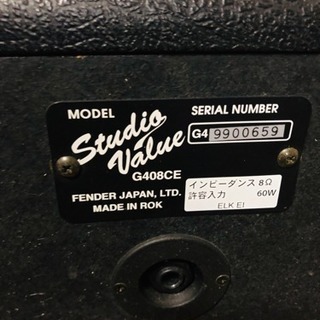 MODEL
SERIAL NUMBER
Studio
Value
G4 9900659
G408CE
FENDER JAPAN, LTD.
MADE IN ROK
インピーダンス 8Ω
許容入力 60W
ELK EI